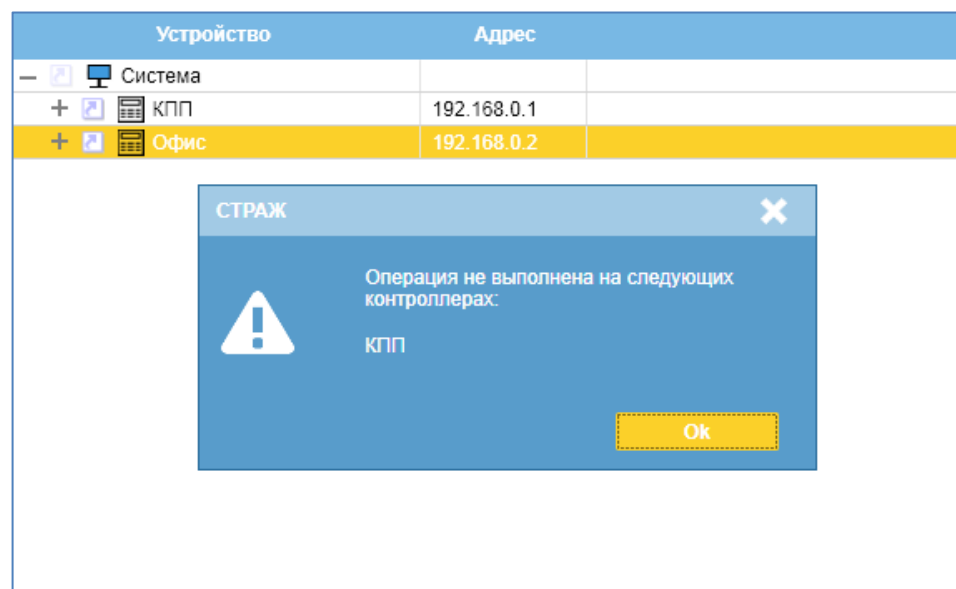 Устройство Адрес
Система
КПП 192.168.0.1
Офис 192.168.0.2
СТРАЖ
Операция не выполнена на следующих
контроллерах:
КПП
Ok